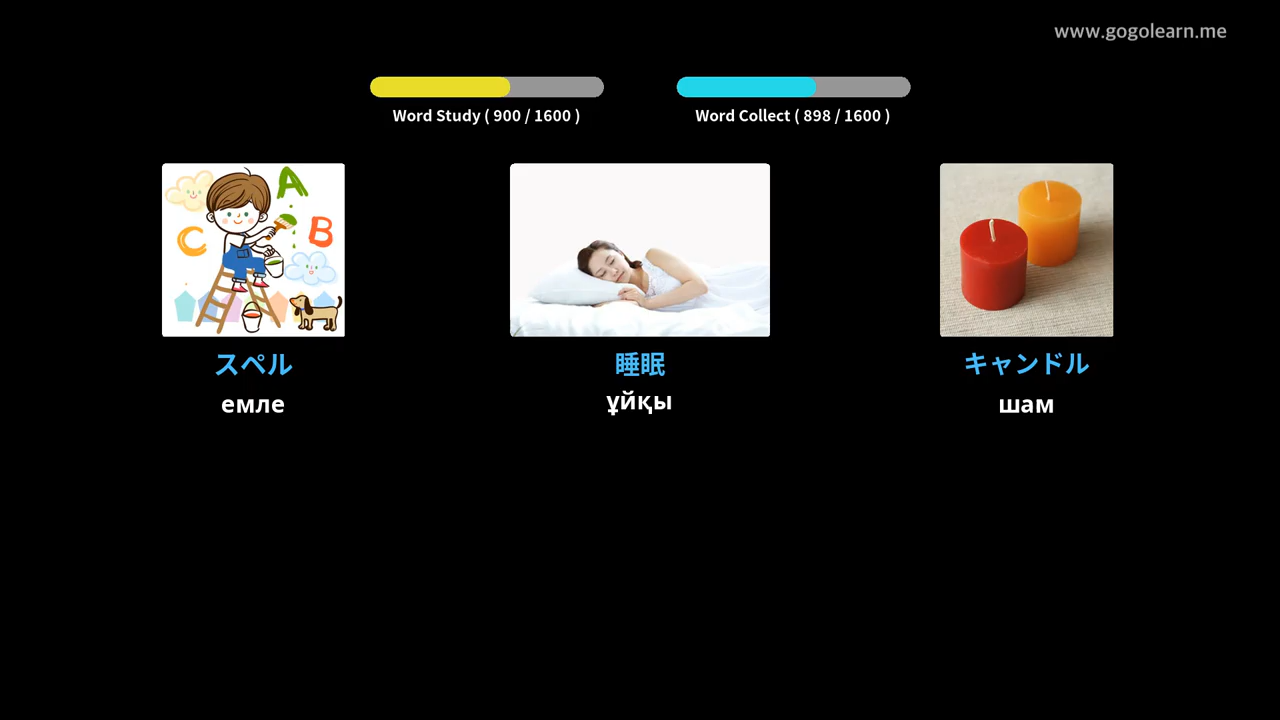 www.gogolearn.me
Word Study ( 900 / 1600 )
Word Collect ( 898 / 1600 )
A
B
C
スペル
емле
睡眠
ұйқы
キャンドル
шам